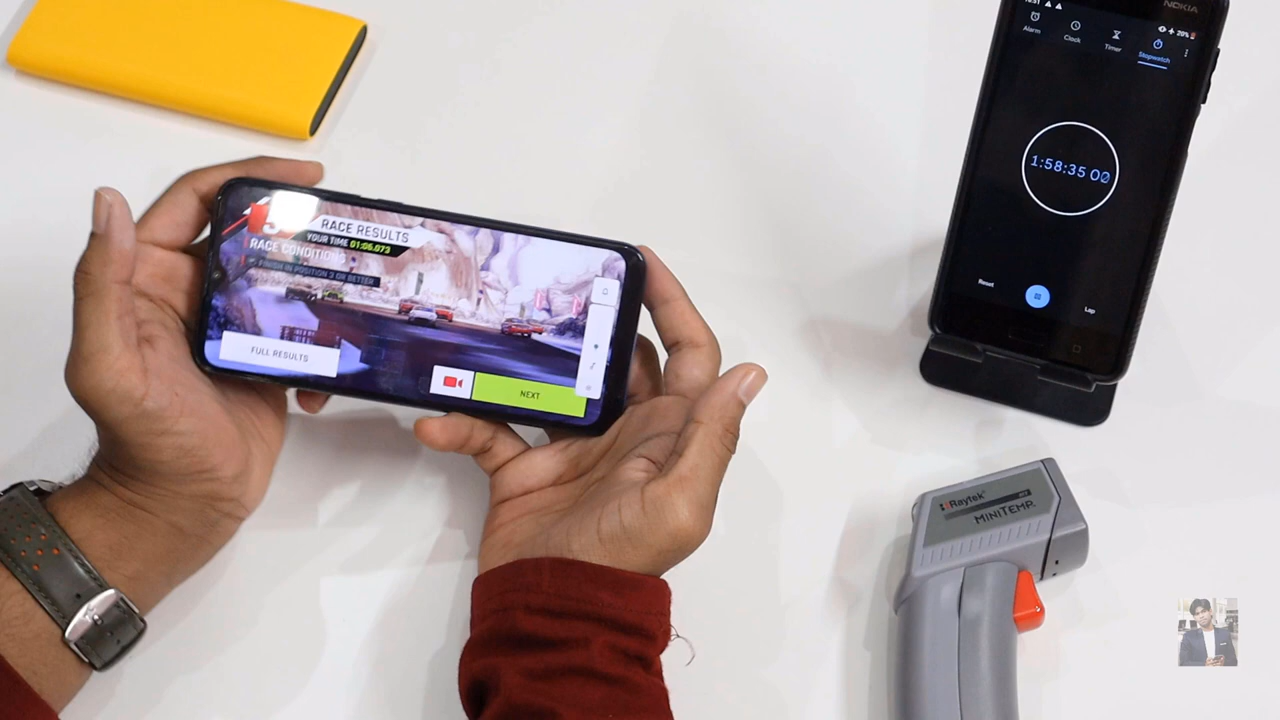 NOKIA
20%
Alarm
Clock
Timer
Stopwatch
1:58:35 00
Reset
Lap
RACE RESULTS
YOUR TIME 01:06.073
RACE CONDITIONS
FINISH IN POSITION 3 OR BETTER
FULL RESULTS
NEXT
Raytek
MINITEMP